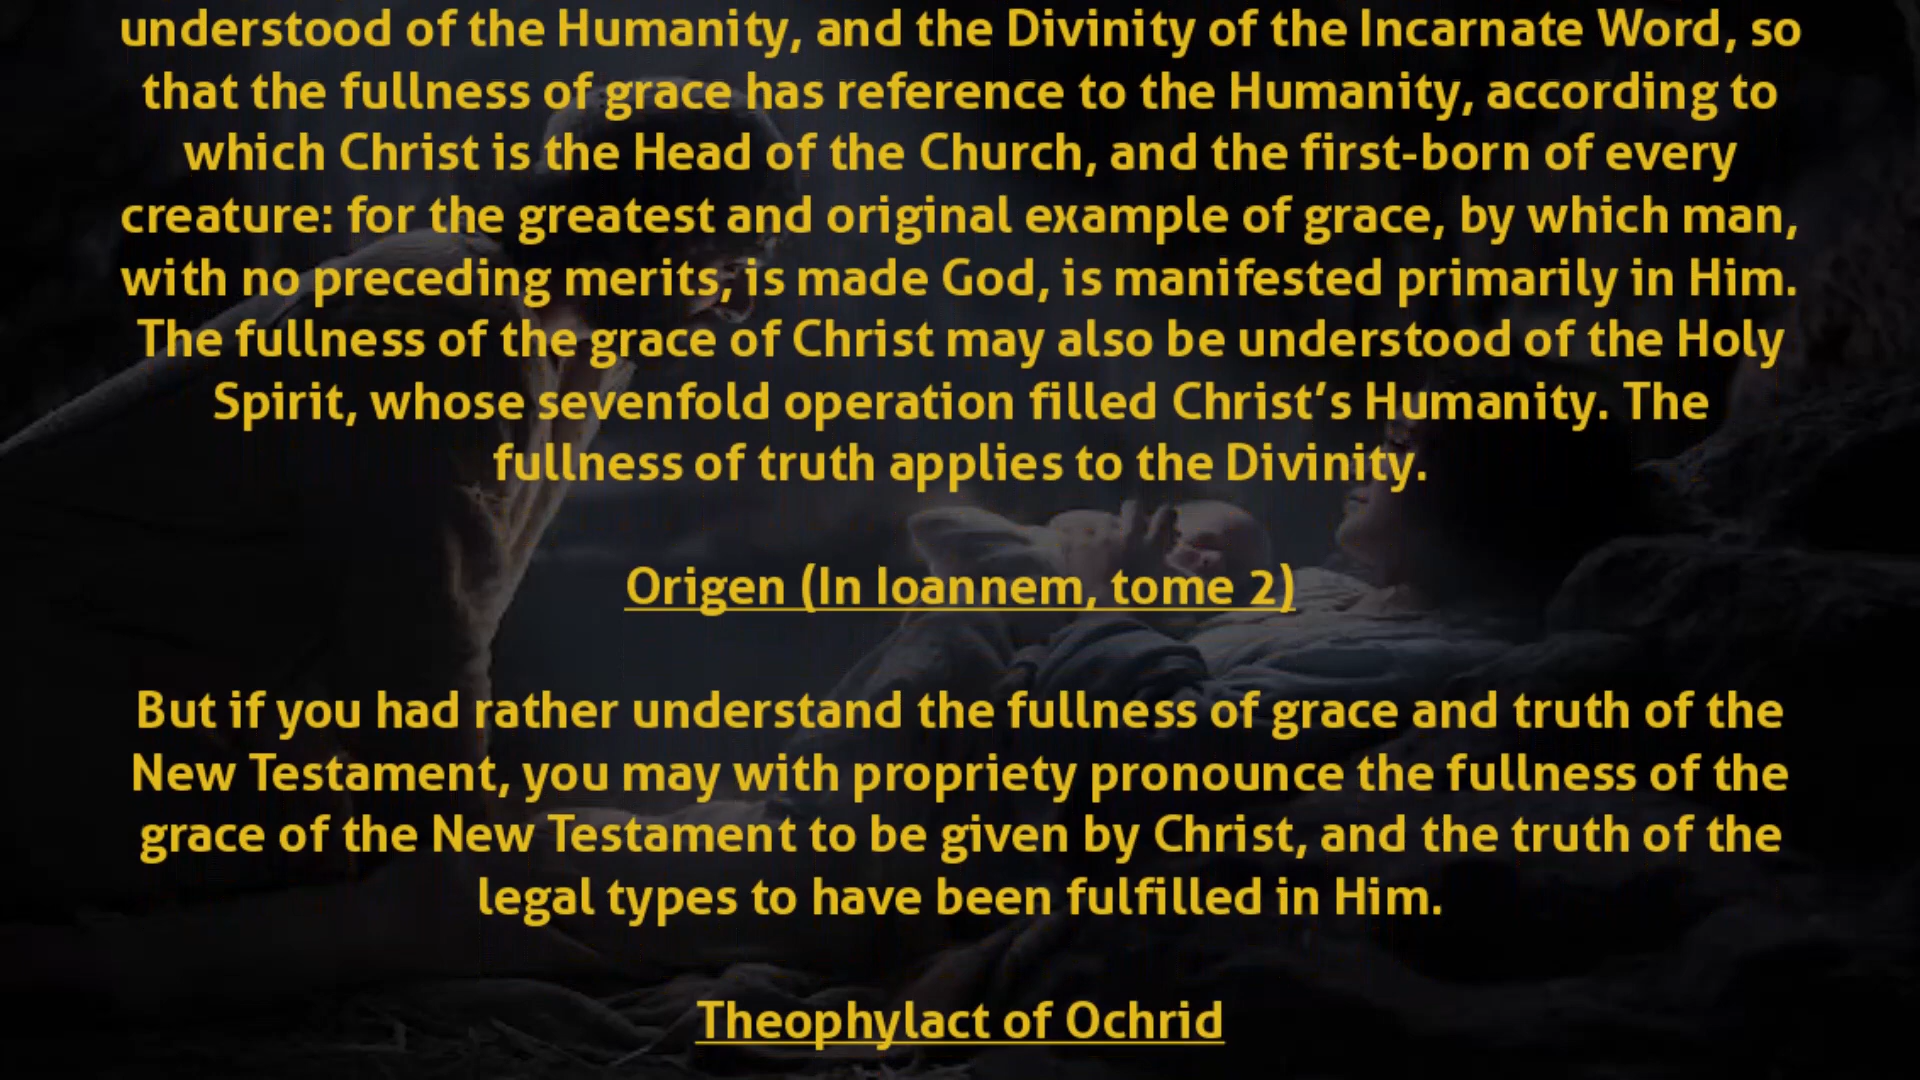 understood of the Humanity, and the Divinity of the Incarnate Word, so
that the fullness of grace has reference to the Humanity, according to
which Christ is the Head of the Church, and the first-born of every
creature: for the greatest and original example of grace, by which man,
with no preceding merits, is made God, is manifested primarily in Him.
The fullness of the grace of Christ may also be understood of the Holy
Spirit, whose sevenfold operation filled Christ’s Humanity. The
fullness of truth applies to the Divinity.
Origen (In Ioannem, tome 2)
But if you had rather understand the fullness of grace and truth of the
New Testament, you may with propriety pronounce the fullness of the
grace of the New Testament to be given by Christ, and the truth of the
legal types to have been fulfilled in Him.
Theophylact of Ochrid